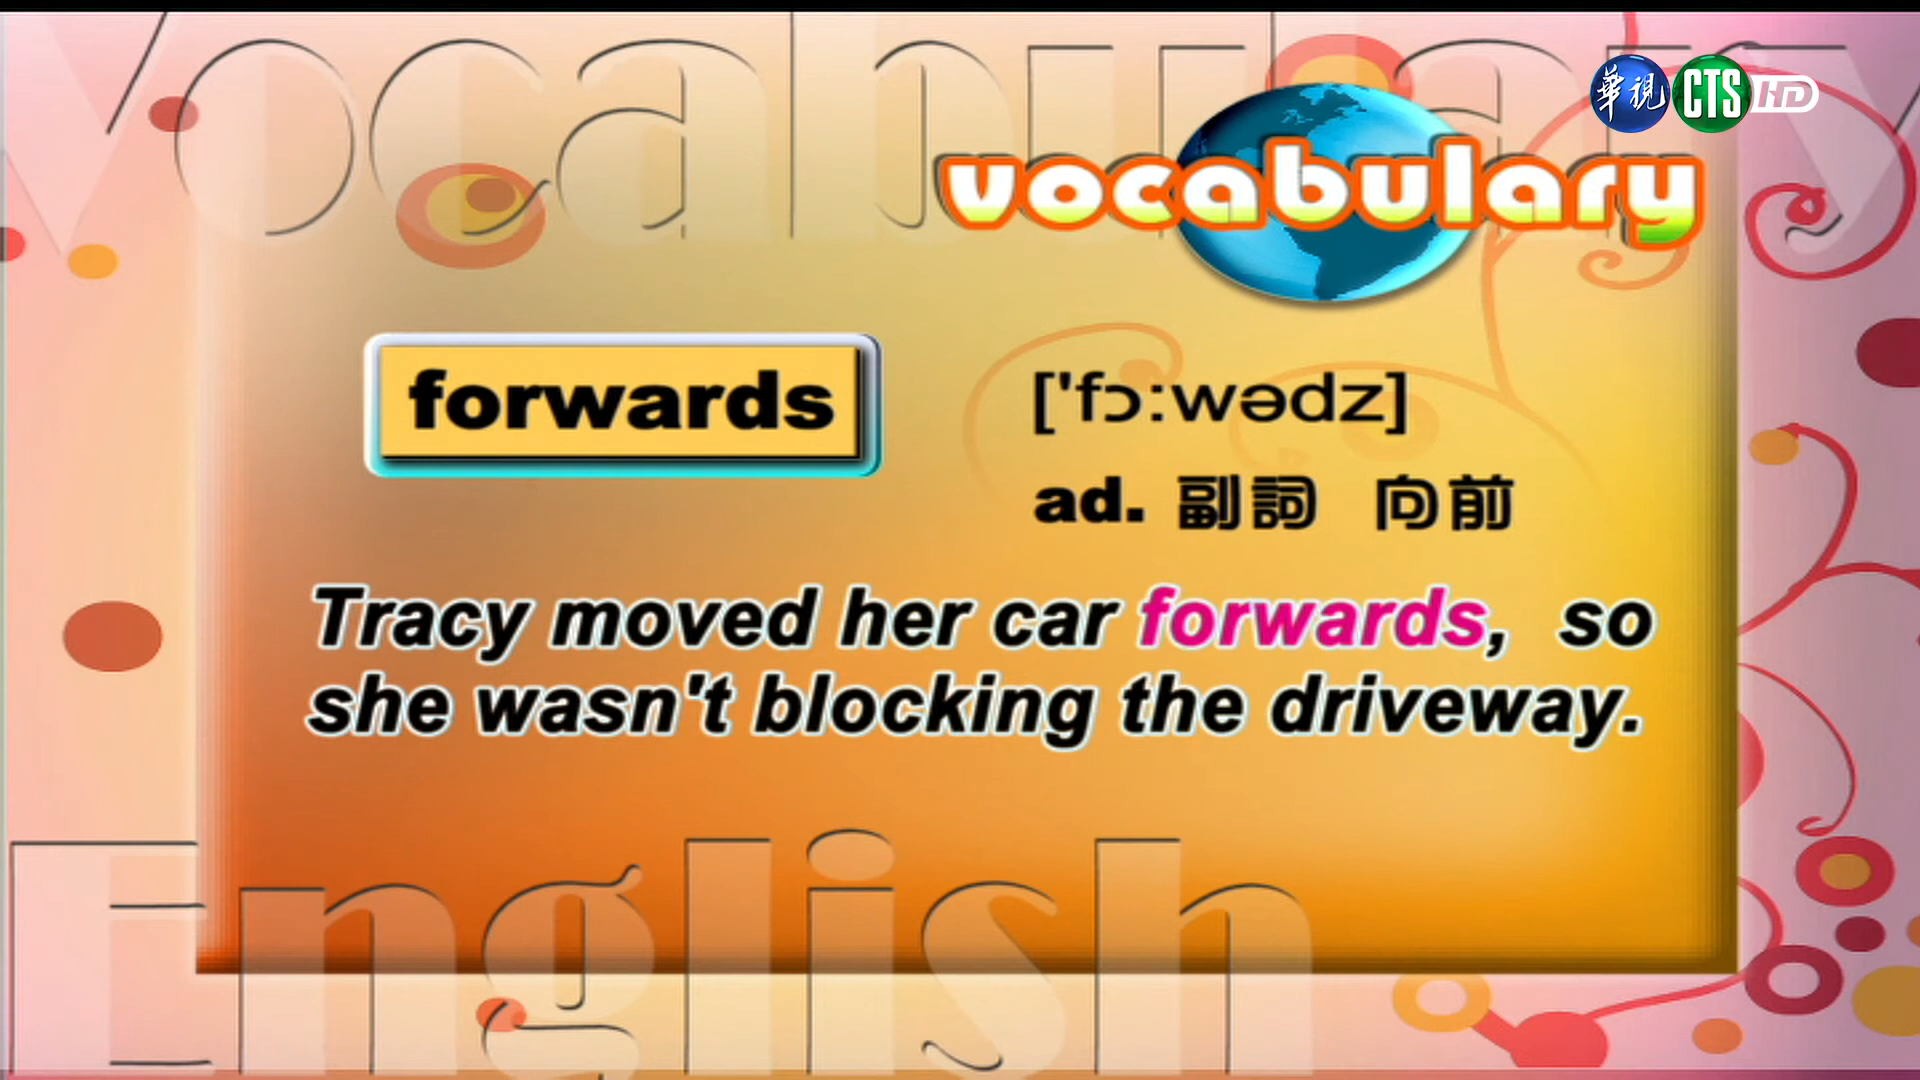 Vocabulary
華視 CTS HD
vocabulary
forwards
['fɔ:wədz]
ad. 副詞 向前
Tracy moved her car forwards, so
she wasn't blocking the driveway.
English